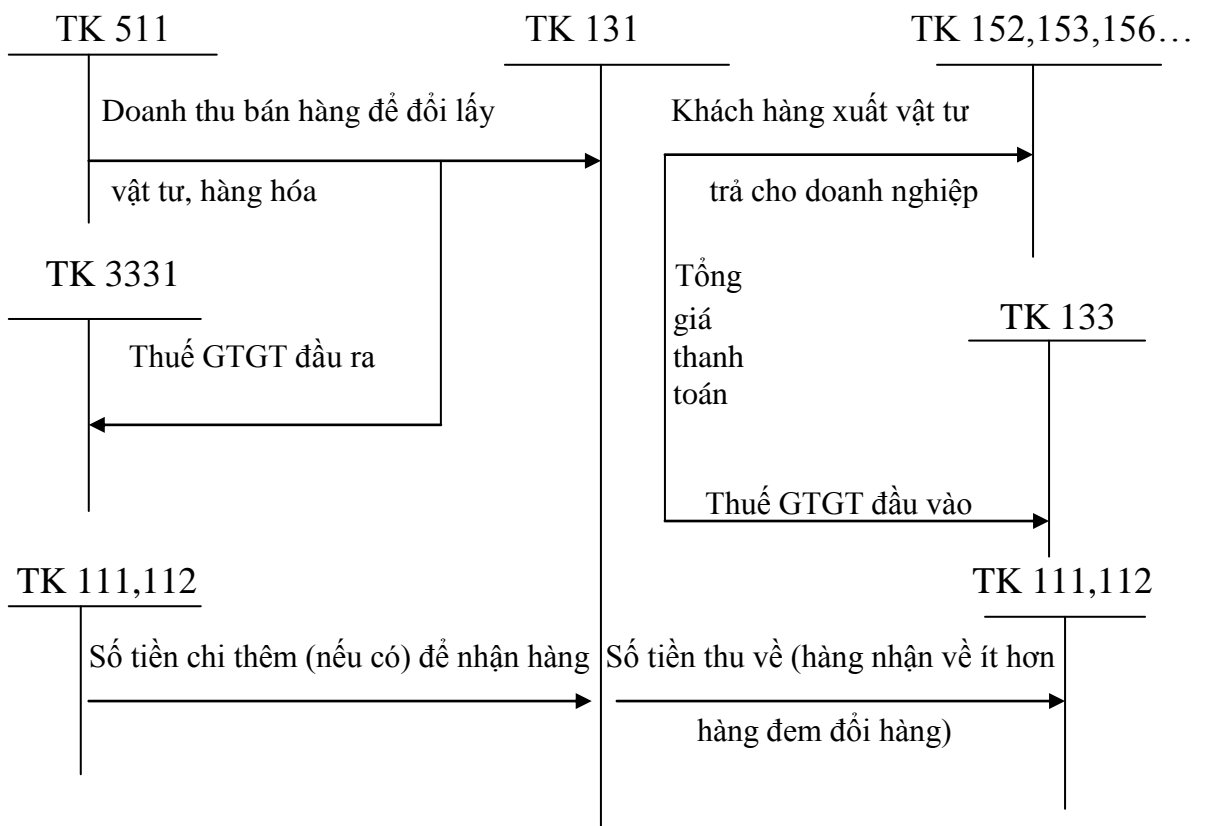 TK 511
TK 131
TK 152,153,156…
Doanh thu bán hàng để đổi lấy
vật tư, hàng hóa
Khách hàng xuất vật tư
trả cho doanh nghiệp
TK 3331
Thuế GTGT đầu ra
Tổng
giá
thanh
toán
TK 133
Thuế GTGT đầu vào
TK 111,112
TK 111,112
Số tiền chi thêm (nếu có) để nhận hàng
Số tiền thu về (hàng nhận về ít hơn
hàng đem đổi hàng)